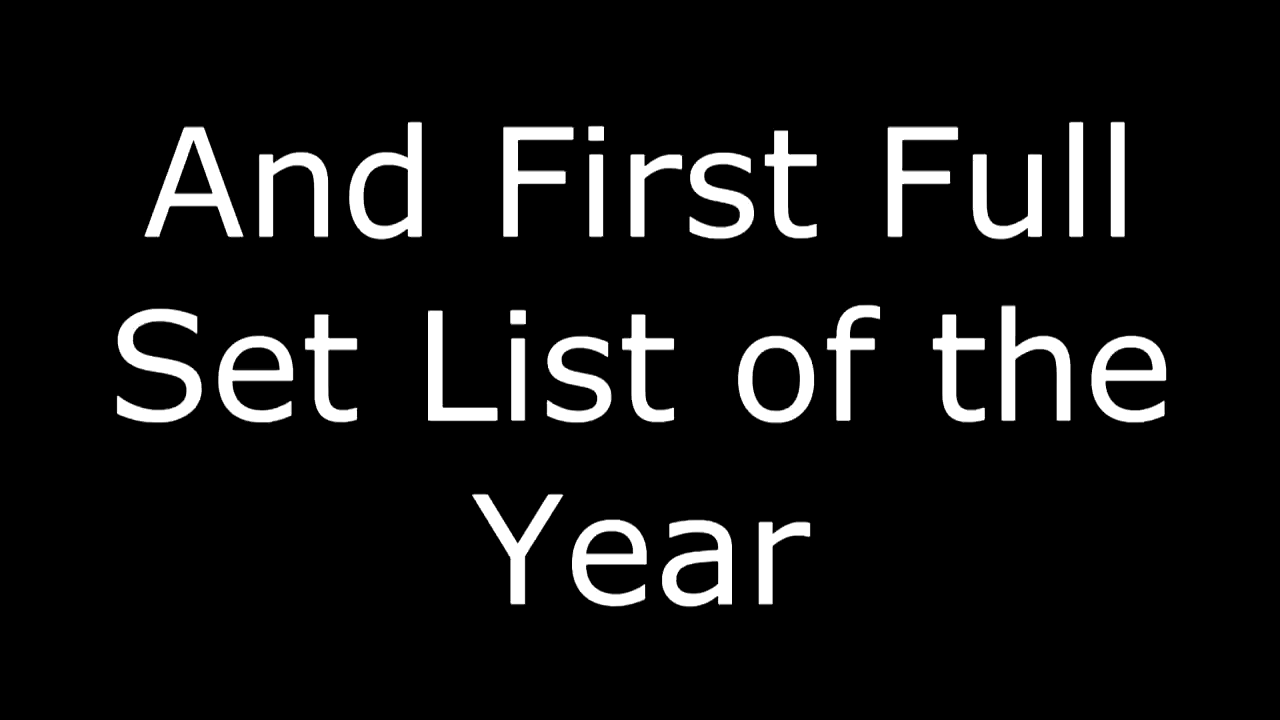 And First Full
Set List of the
Year